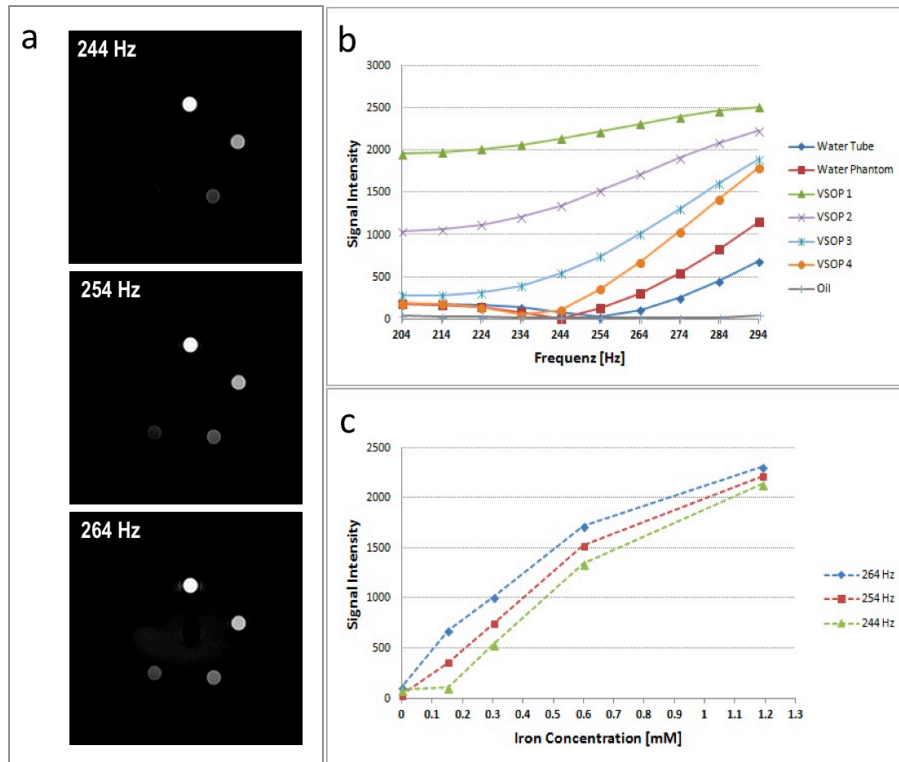 a
244 Hz
254 Hz
264 Hz
b
3000
2500
2000
1500
1000
500
0
Signal Intensity
204 214 224 234 244 254 264 274 284 294
Frequenz [Hz]
Water Tube
Water Phantom
VSOP 1
VSOP 2
VSOP 3
VSOP 4
Oil
c
2500
2000
1500
1000
500
0
Signal Intensity
0 0.1 0.2 0.3 0.4 0.5 0.6 0.7 0.8 0.9 1 1.1 1.2 1.3
Iron Concentration [mM]
264 Hz
254 Hz
244 Hz